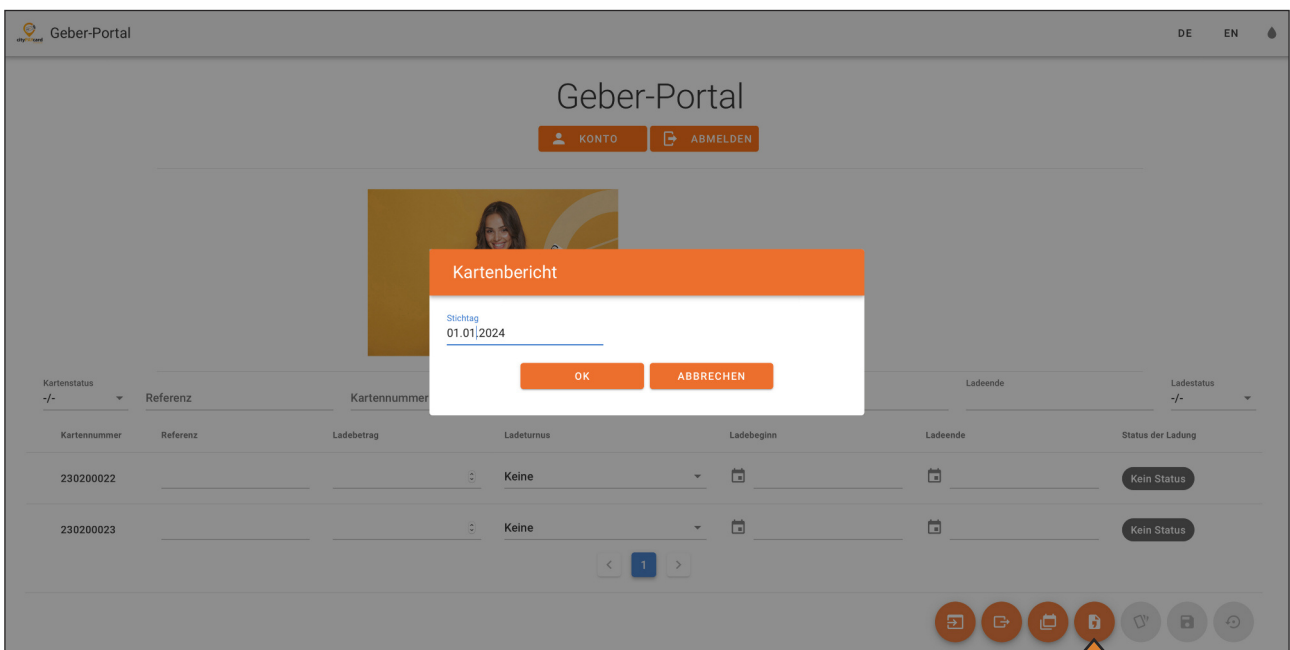 Geber-Portal DE EN
Geber-Portal
KONTO ABMELDEN
Kartenbericht
Stichtag
01.01.2024
OK ABBRECHEN
Kartenstatus Ladeende Ladestatus
-/- Referenz Kartennummer -/-
Kartennummer Referenz Ladebetrag Ladeturnus Ladebeginn Ladeende Status der Ladung
230200022 Keine Kein Status
230200023 Keine Kein Status
< 1 >